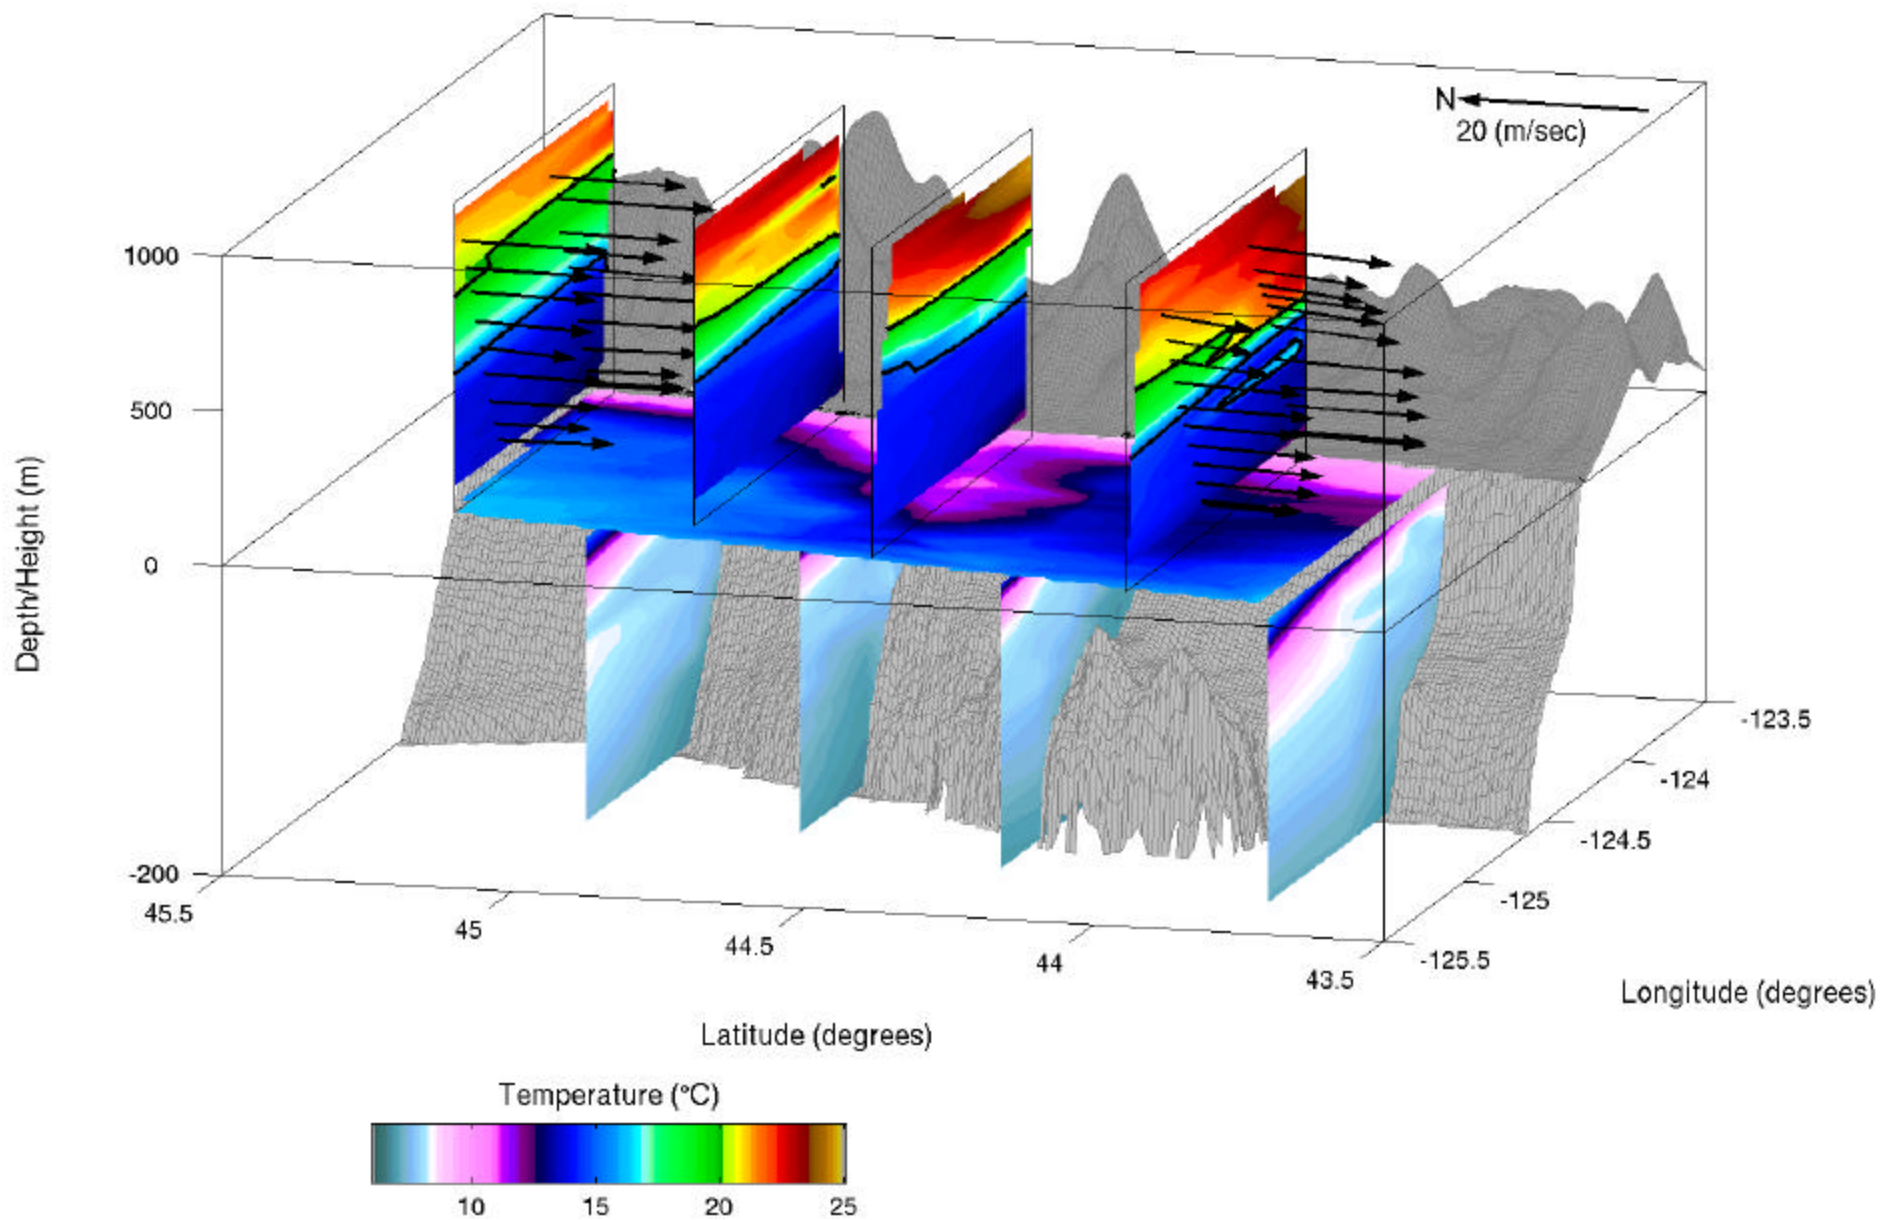 N
20 (m/sec)
1000
500
0
-200
Depth/Height (m)
45.5
45
44.5
44
43.5
Latitude (degrees)
-123.5
-124
-124.5
-125
-125.5
Longitude (degrees)
Temperature (°C)
10 15 20 25